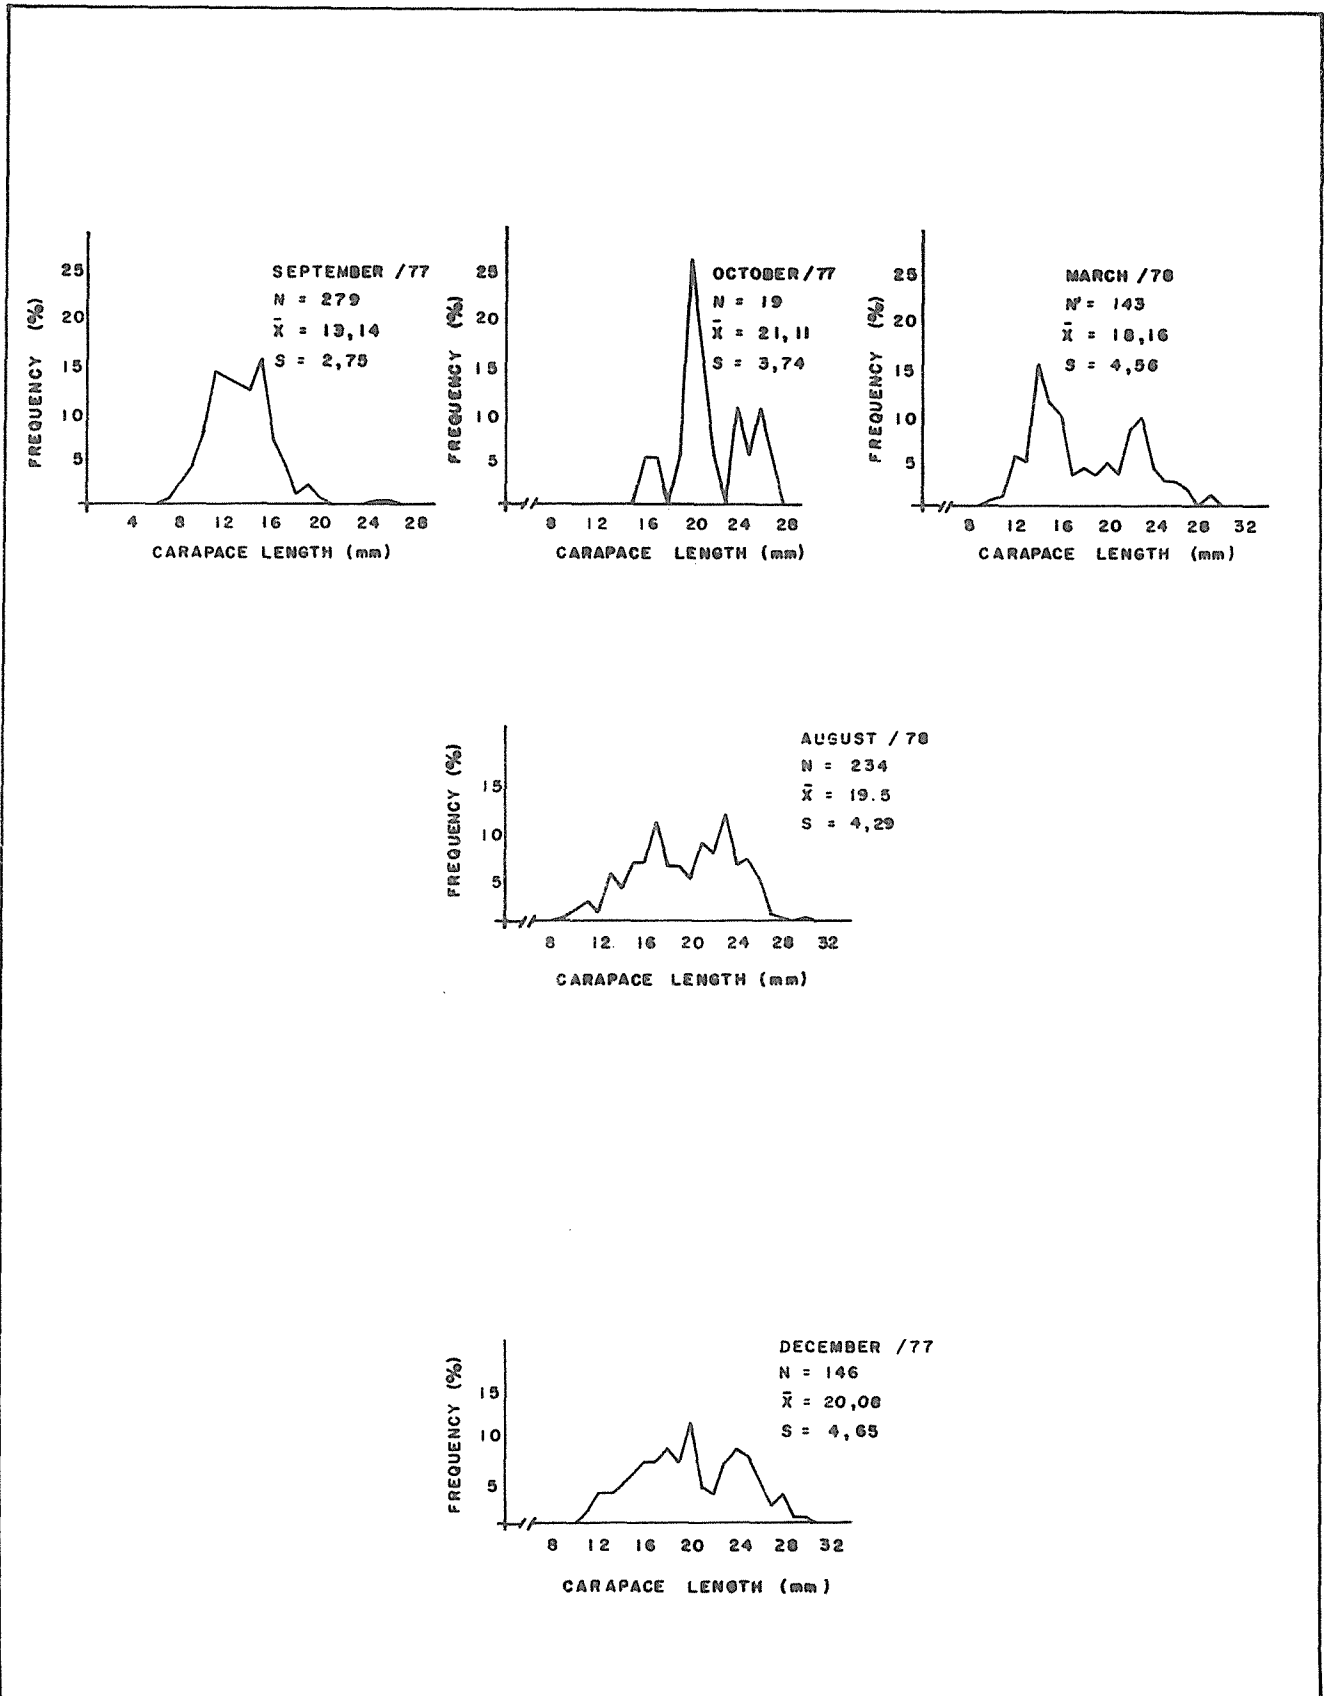 FREQUENCY (%)
25
20
15
10
5
SEPTEMBER /77
N = 279
X̄ = 13,14
S = 2,75
4 8 12 16 20 24 28
CARAPACE LENGTH (mm)
FREQUENCY (%)
25
20
15
10
5
OCTOBER/77
N = 19
X̄ = 21,11
S = 3,74
8 12 16 20 24 28
CARAPACE LENGTH (mm)
FREQUENCY (%)
25
20
15
10
5
MARCH /78
N = 143
X̄ = 18,16
S = 4,56
8 12 16 20 24 28 32
CARAPACE LENGTH (mm)
FREQUENCY (%)
15
10
5
AUGUST / 78
N = 234
X̄ = 19.5
S = 4,29
8 12 16 20 24 28 32
CARAPACE LENGTH (mm)
FREQUENCY (%)
15
10
5
DECEMBER /77
N = 146
X̄ = 20,08
S = 4,65
8 12 16 20 24 28 32
CARAPACE LENGTH (mm)